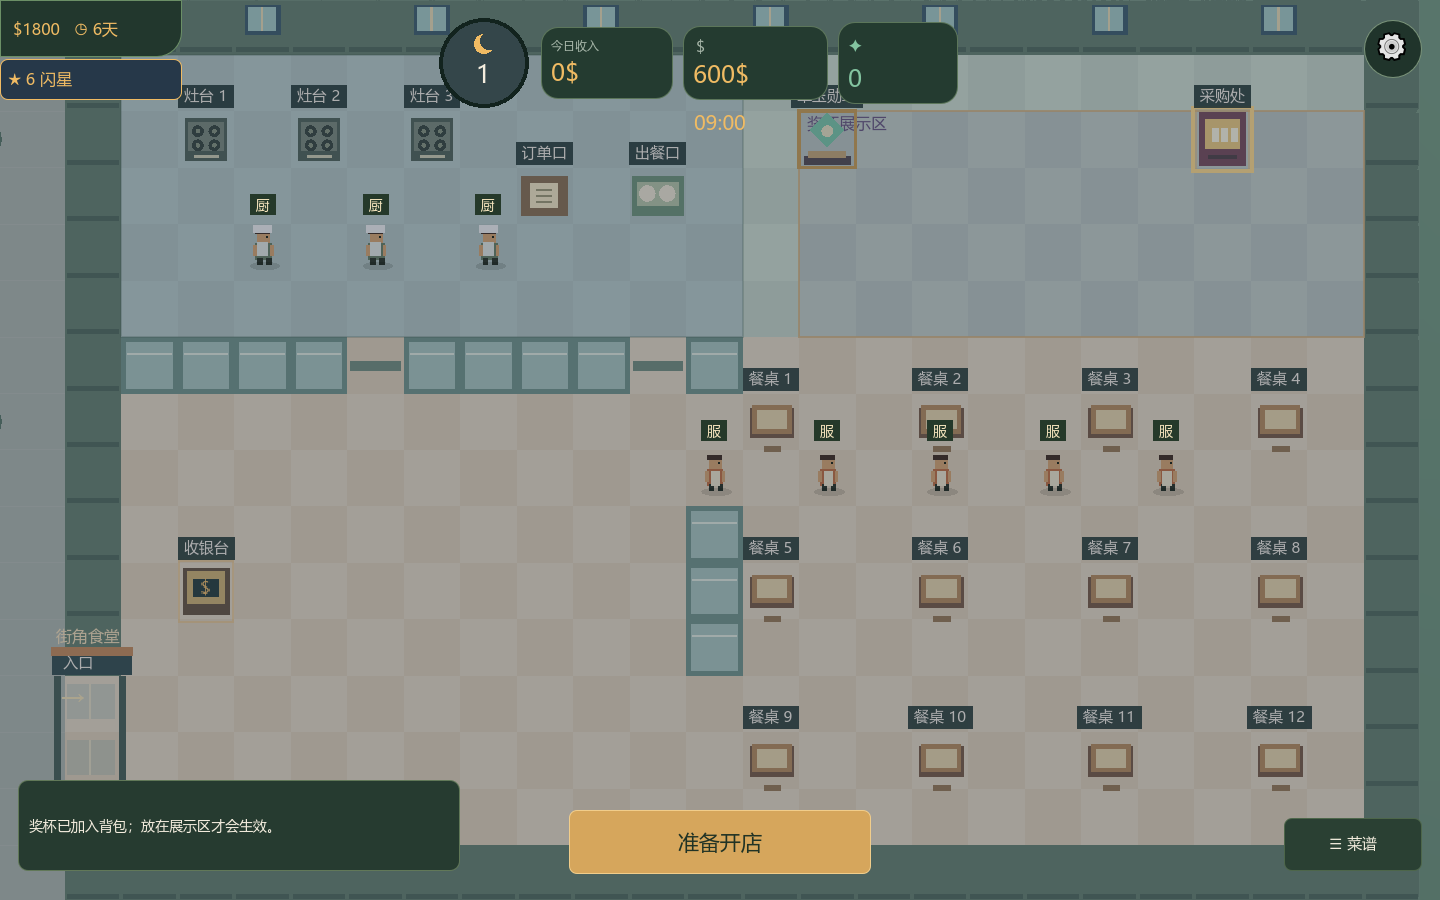 $1800 ◷ 6天
★ 6 闪星
1
今日收入
0$
$
600$
✦
0
灶台 1
灶台 2
灶台 3
采购处
09:00
展示区
订单口
出餐口
厨
厨
厨
餐桌 1
餐桌 2
餐桌 3
餐桌 4
服
服
服
服
服
收银台
$
餐桌 5
餐桌 6
餐桌 7
餐桌 8
街角食堂
入口
餐桌 9
餐桌 10
餐桌 11
餐桌 12
奖杯已加入背包；放在展示区才会生效。
准备开店
☰ 菜谱